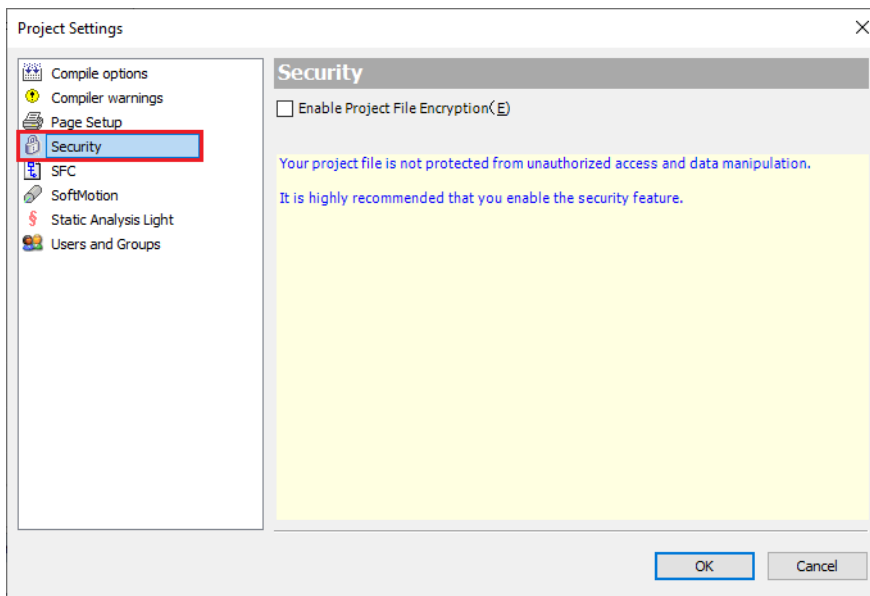 Project Settings
Compile options
Compiler warnings
Page Setup
Security
SFC
SoftMotion
Static Analysis Light
Users and Groups
Security
Enable Project File Encryption(E)
Your project file is not protected from unauthorized access and data manipulation.
It is highly recommended that you enable the security feature.
OK
Cancel